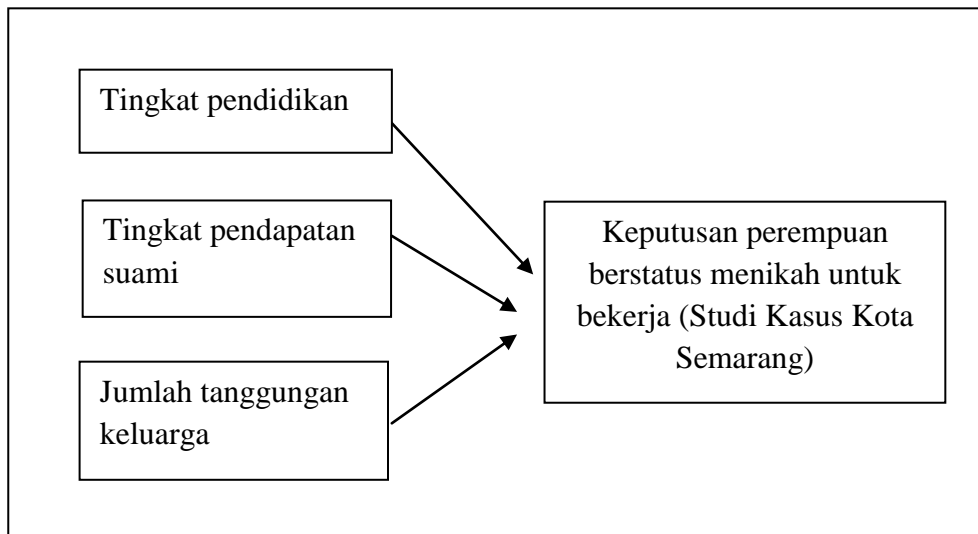 Tingkat pendidikan
Tingkat pendapatan
suami
Jumlah tanggungan
keluarga
Keputusan perempuan
berstatus menikah untuk
bekerja (Studi Kasus Kota
Semarang)